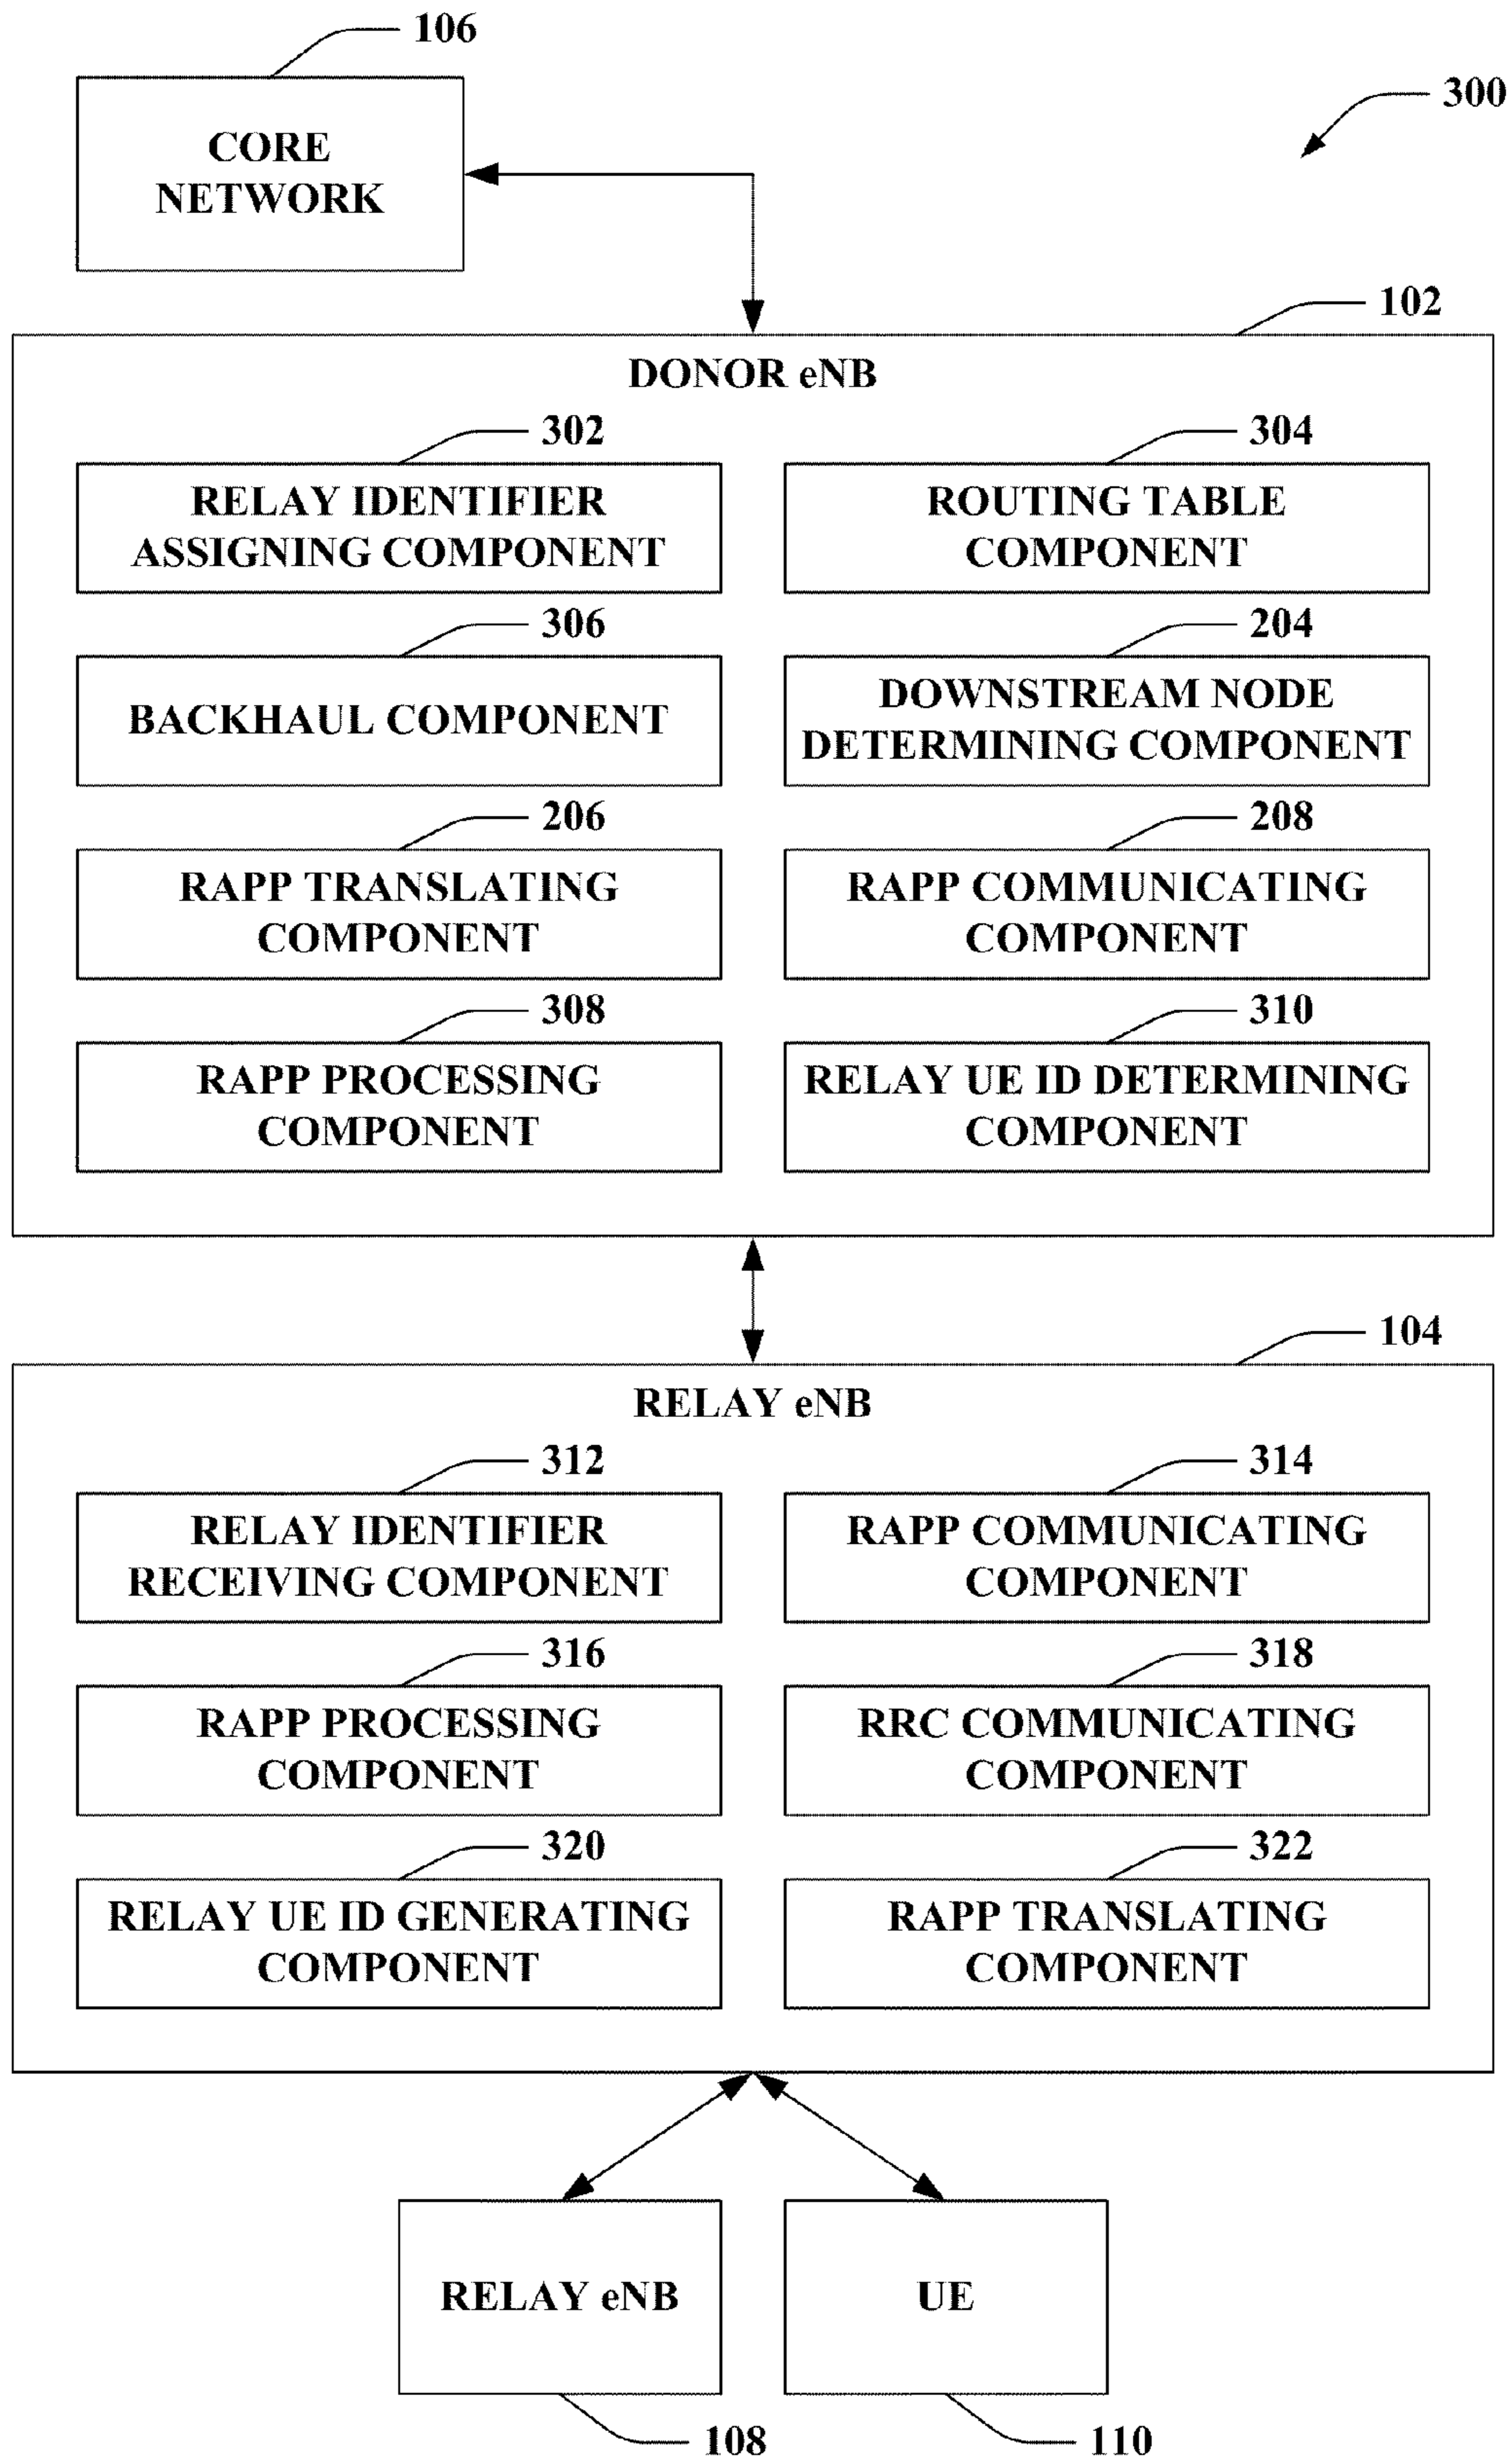 106
300
CORE
NETWORK
102
DONOR eNB
302
304
RELAY IDENTIFIER
ASSIGNING COMPONENT
ROUTING TABLE
COMPONENT
306
204
BACKHAUL COMPONENT
DOWNSTREAM NODE
DETERMINING COMPONENT
206
208
RAPP TRANSLATING
COMPONENT
RAPP COMMUNICATING
COMPONENT
308
310
RAPP PROCESSING
COMPONENT
RELAY UE ID DETERMINING
COMPONENT
104
RELAY eNB
312
314
RELAY IDENTIFIER
RECEIVING COMPONENT
RAPP COMMUNICATING
COMPONENT
316
318
RAPP PROCESSING
COMPONENT
RRC COMMUNICATING
COMPONENT
320
322
RELAY UE ID GENERATING
COMPONENT
RAPP TRANSLATING
COMPONENT
RELAY eNB
UE
108
110